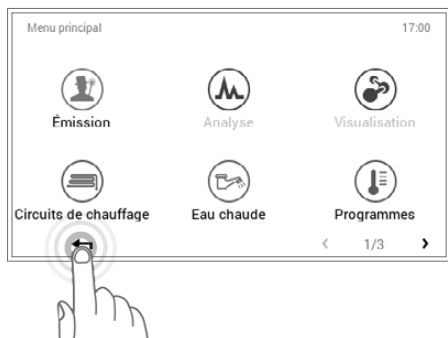 Menu principal 17:00
Émission Analyse Visualisation
Circuits de chauffage Eau chaude Programmes
< 1/3 >